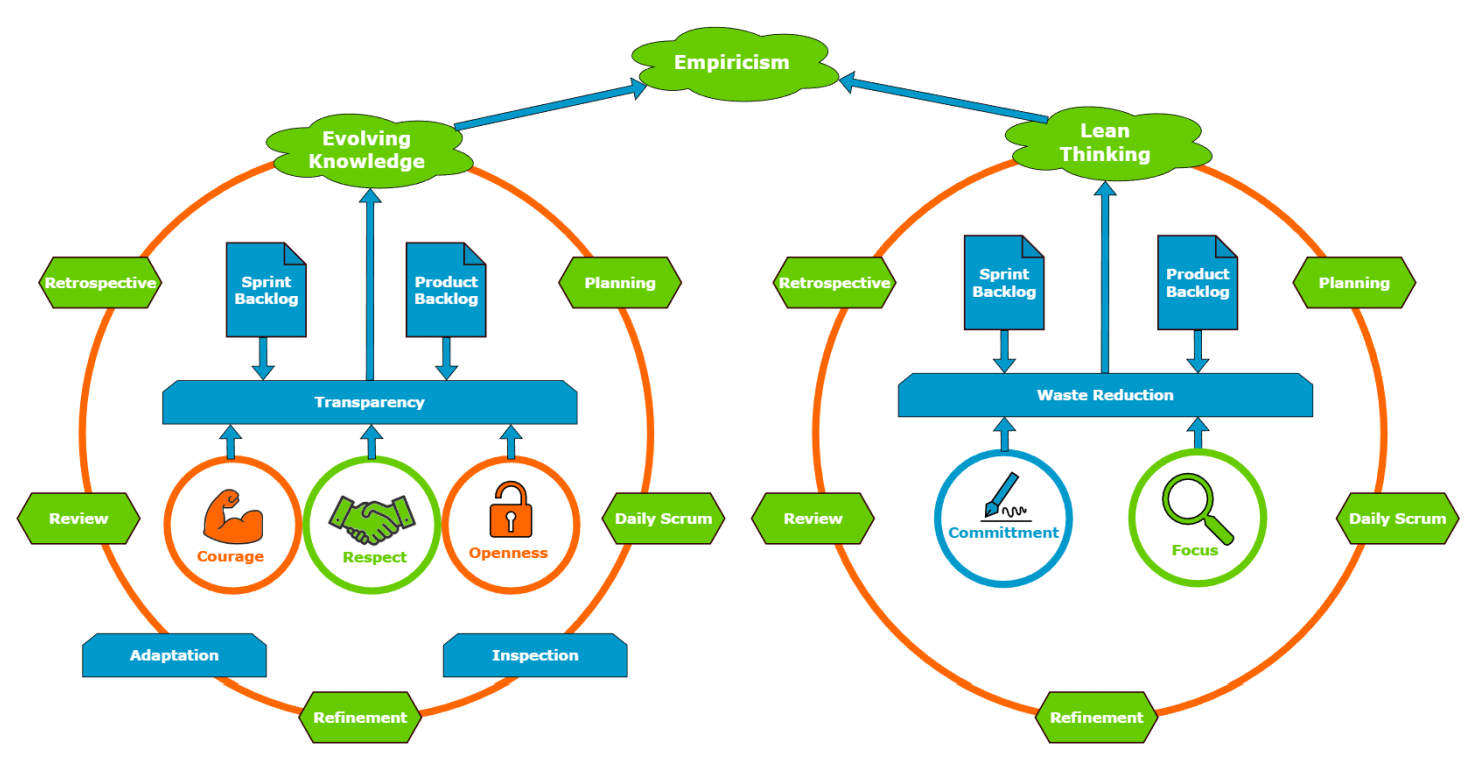 Empiricism
Evolving
Knowledge
Retrospective
Sprint
Backlog
Product
Backlog
Planning
Transparency
Review
Courage
Respect
Openness
Daily Scrum
Adaptation
Inspection
Refinement
Lean
Thinking
Retrospective
Sprint
Backlog
Product
Backlog
Planning
Waste Reduction
Review
Committment
Focus
Daily Scrum
Refinement